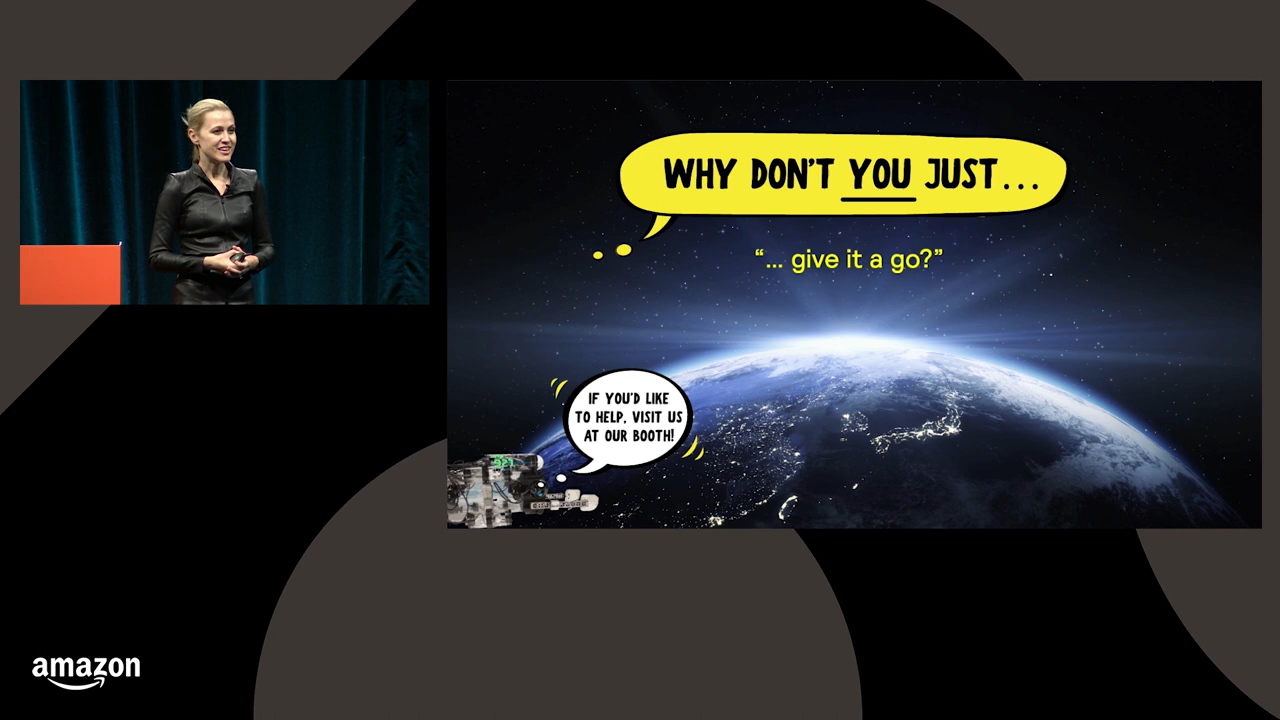 WHY DON'T YOU JUST...
"... give it a go?"
IF YOU'D LIKE
TO HELP, VISIT US
AT OUR BOOTH!
amazon